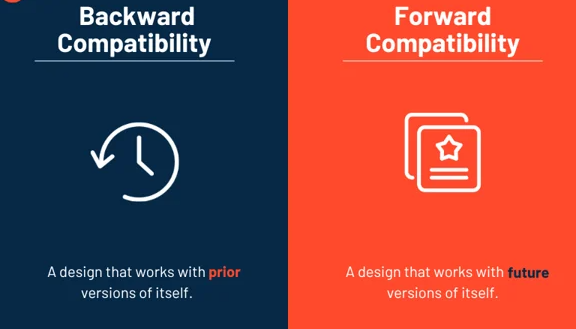 Backward
Compatibility
A design that works with prior
versions of itself.
Forward
Compatibility
A design that works with future
versions of itself.